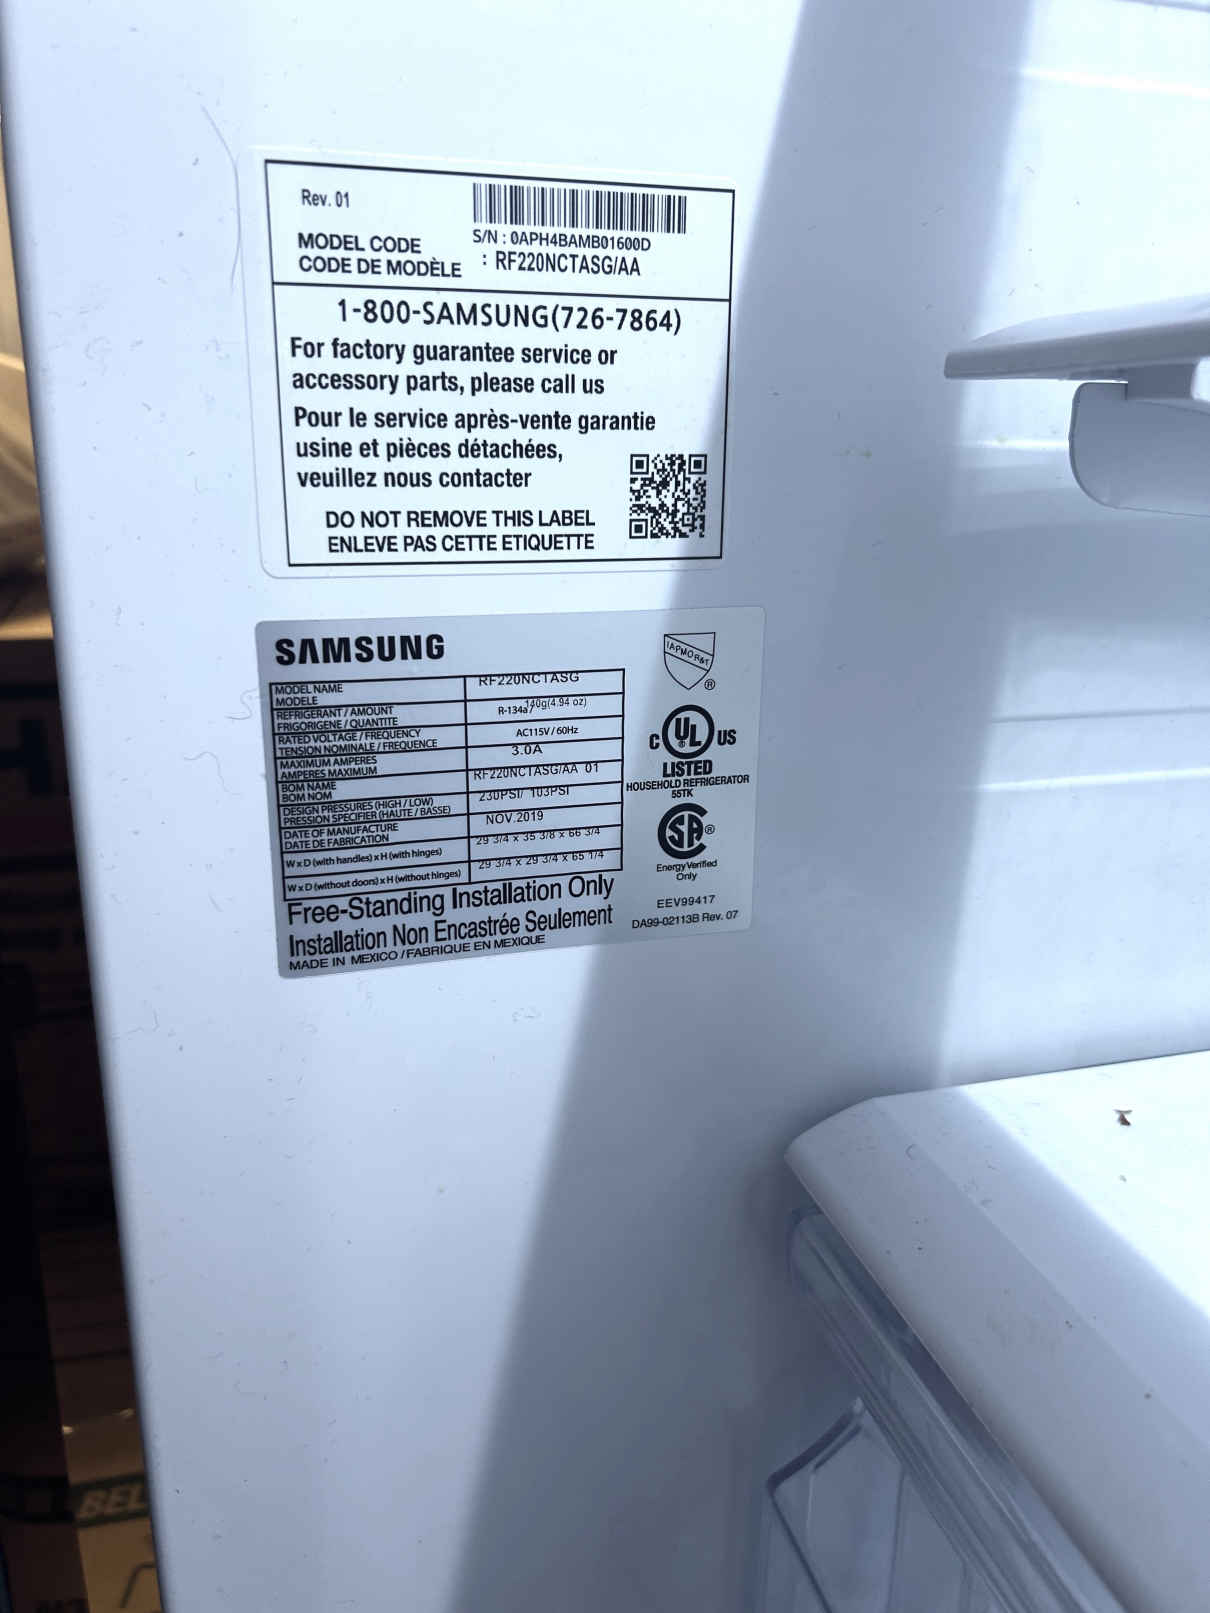 Rev. 01
S/N : 0APH4BAMB01600D
MODEL CODE
CODE DE MODÈLE : RF220NCTASG/AA
1-800-SAMSUNG(726-7864)
For factory guarantee service or
accessory parts, please call us
Pour le service après-vente garantie
usine et pièces détachées,
veuillez nous contacter
DO NOT REMOVE THIS LABEL
ENLEVE PAS CETTE ETIQUETTE
SAMSUNG
MODEL NAME
MODELE
RF220NCTASG
REFRIGERANT / AMOUNT
FRIGORIGENE / QUANTITE
R-134a / 140g(4.94 oz)
RATED VOLTAGE / FREQUENCY
TENSION NOMINALE / FREQUENCE
AC115V / 60Hz
MAXIMUM AMPERES
AMPERES MAXIMUM
3.0A
BOM NAME
BOM NOM
RF220NCTASG/AA 01
DESIGN PRESSURES (HIGH / LOW)
PRESSION SPECIFIER (HAUTE / BASSE)
230PSI/ 103PSI
DATE OF MANUFACTURE
DATE DE FABRICATION
NOV.2019
W x D (with handles) x H (with hinges)
29 3/4 x 35 3/8 x 66 3/4
W x D (without doors) x H (without hinges)
29 3/4 x 29 3/4 x 65 1/4
Free-Standing Installation Only
Installation Non Encastrée Seulement
MADE IN MEXICO / FABRIQUE EN MEXIQUE
IAPMO R&T
®
C UL ® US
LISTED
HOUSEHOLD REFRIGERATOR
55TK
SA ®
Energy Verified
Only
EEV99417
DA99-02113B Rev. 07
BEL